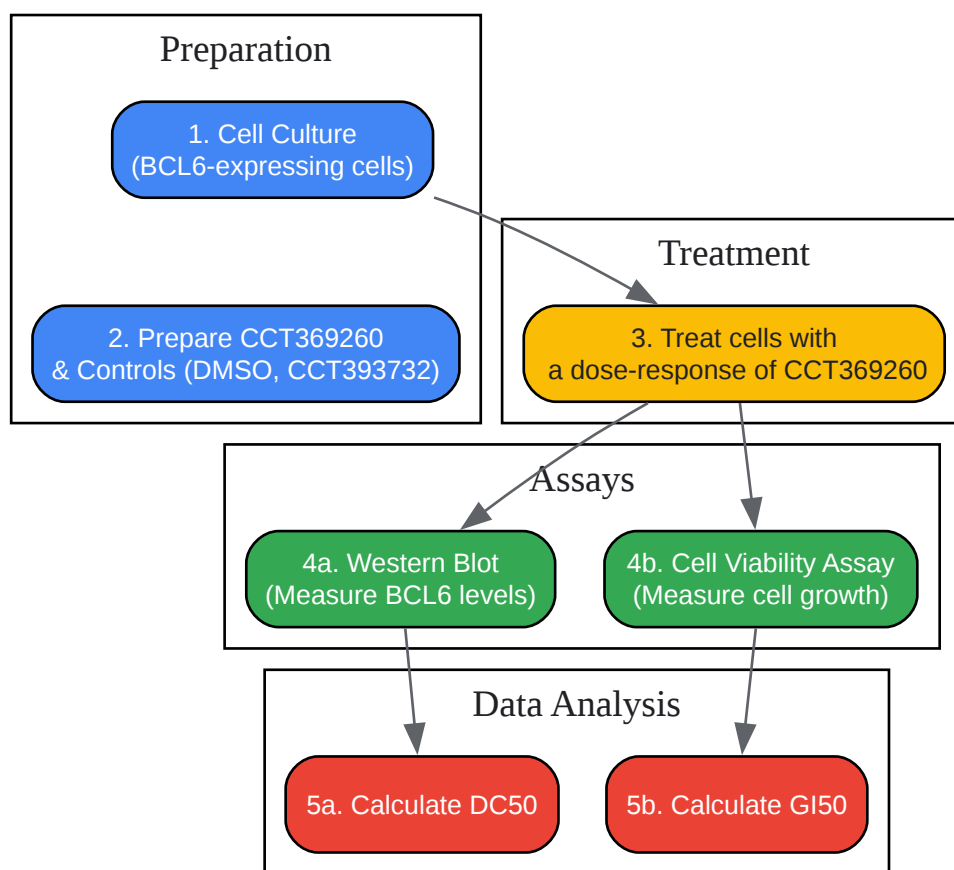 Preparation
1. Cell Culture
(BCL6-expressing cells)
2. Prepare CCT369260
& Controls (DMSO, CCT393732)
Treatment
3. Treat cells with
a dose-response of CCT369260
Assays
4a. Western Blot
(Measure BCL6 levels)
4b. Cell Viability Assay
(Measure cell growth)
Data Analysis
5a. Calculate DC50
5b. Calculate GI50